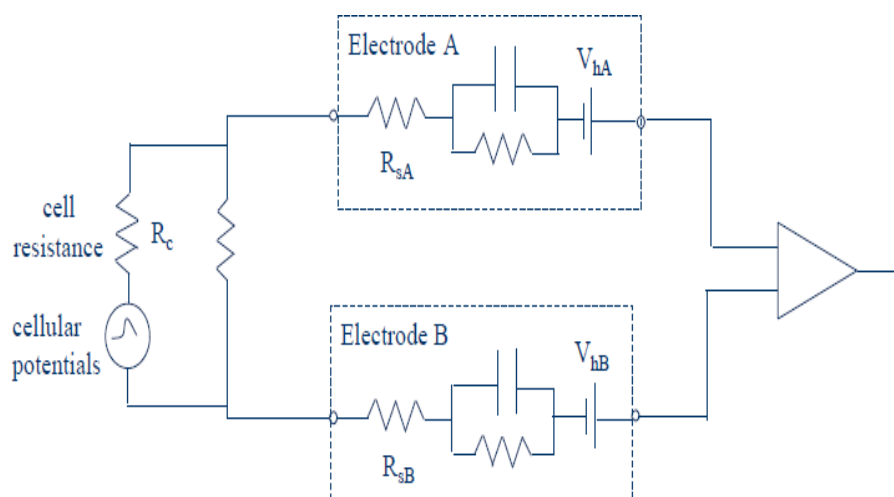 Electrode A
V_hA
R_sA
cell
resistance
R_c
cellular
potentials
Electrode B
V_hB
R_sB